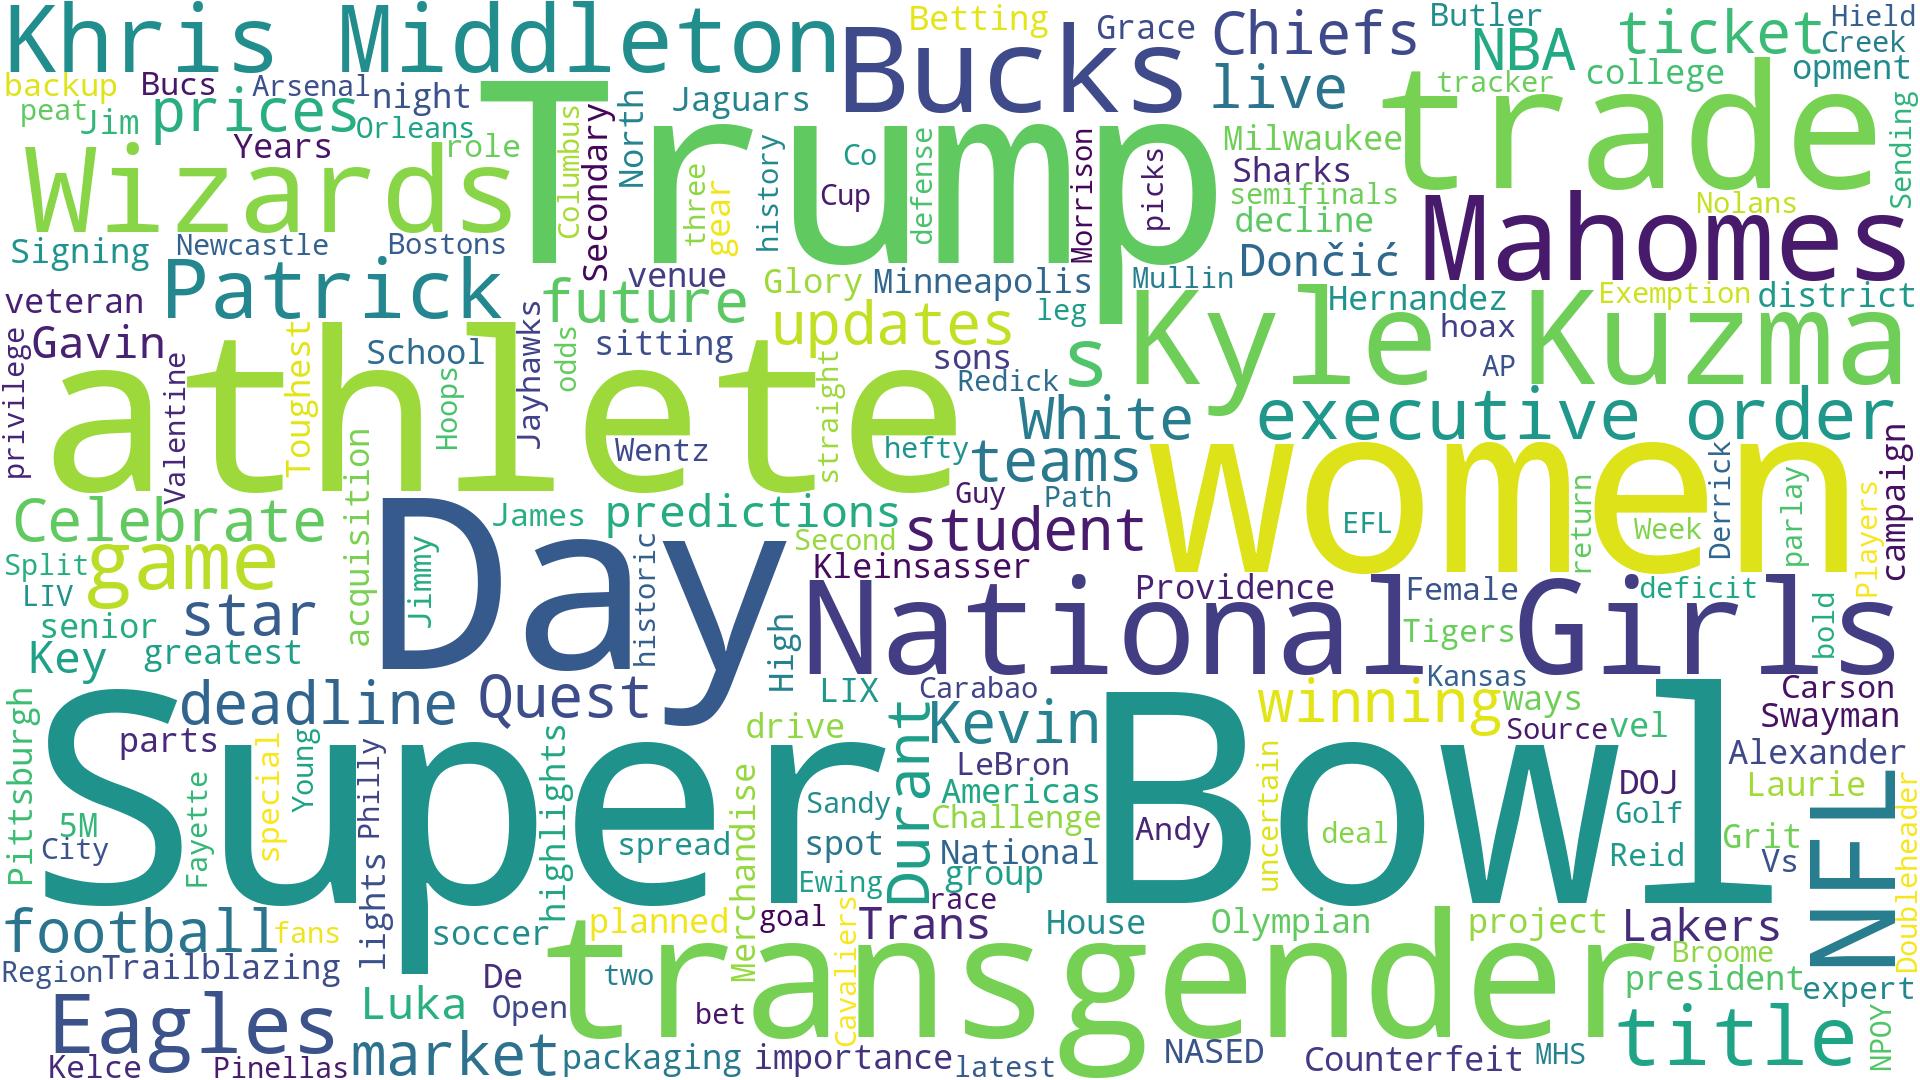 Khris Middleton
Bucks
Betting
Grace
Chiefs
Butler
Hield
NBA
ticket
Creek
backup
Bucs
Arsenal
night
live
tracker
college
opment
peat
Jim
prices
Orleans
Jaguars
trade
Years
role
Trump
Columbus
Secondary
North
three
gear
history
Co
Cup
defense
Morrison
picks
Milwaukee
Sharks
semifinals
decline
Sending
Wizards
Mahomes
Nolans
Signing
Newcastle
Bostons
Dončić
Patrick
venue
Glory
Minneapolis
Mullin
veteran
future
leg
Hernandez
Exemption
district
privilege
Gavin
Valentine
Toughest
School
Hoops
Jayhawks
odds
sitting
updates
sons
s
Kyle Kuzma
hoax
AP
Redick
athlete
straight
Wentz
hefty
White
executive order
teams
women
campaign
Celebrate
acquisition
James
predictions
Guy
Path
EFL
return
Week
Derrick
parlay
Players
Second
student
Split
game
Day
Jimmy
historic
Kleinsasser
LIV
star
National
Providence
Female
deficit
Girls
senior
Tigers
bold
Key
greatest
High
Kansas
Pittsburgh
deadline
Quest
LIX
Carabao
winning
ways
Carson
parts
drive
Durant
Kevin
Source
vel
Swayman
Super Bowl
special
Young
Philly
highlights
LeBron
uncertain
Alexander
Fayette
Merchandise
Sandy
Americas
DOJ
Laurie
NFL
Doubleheader
5M
Challenge
Andy
deal
Golf
Grit
City
spread
spot
National
Reid
Vs
Ewing
group
race
football
fans
lights
soccer
planned
goal
Trans
House
Olympian
project
Lakers
Region
Trailblazing
De
two
transgender
Broome
president
Eagles
Luka
Open
bet
Cavaliers
expert
Kelce
Pinellas
market
packaging
importance
latest
NASED
Counterfeit
MHS
title
NPOY